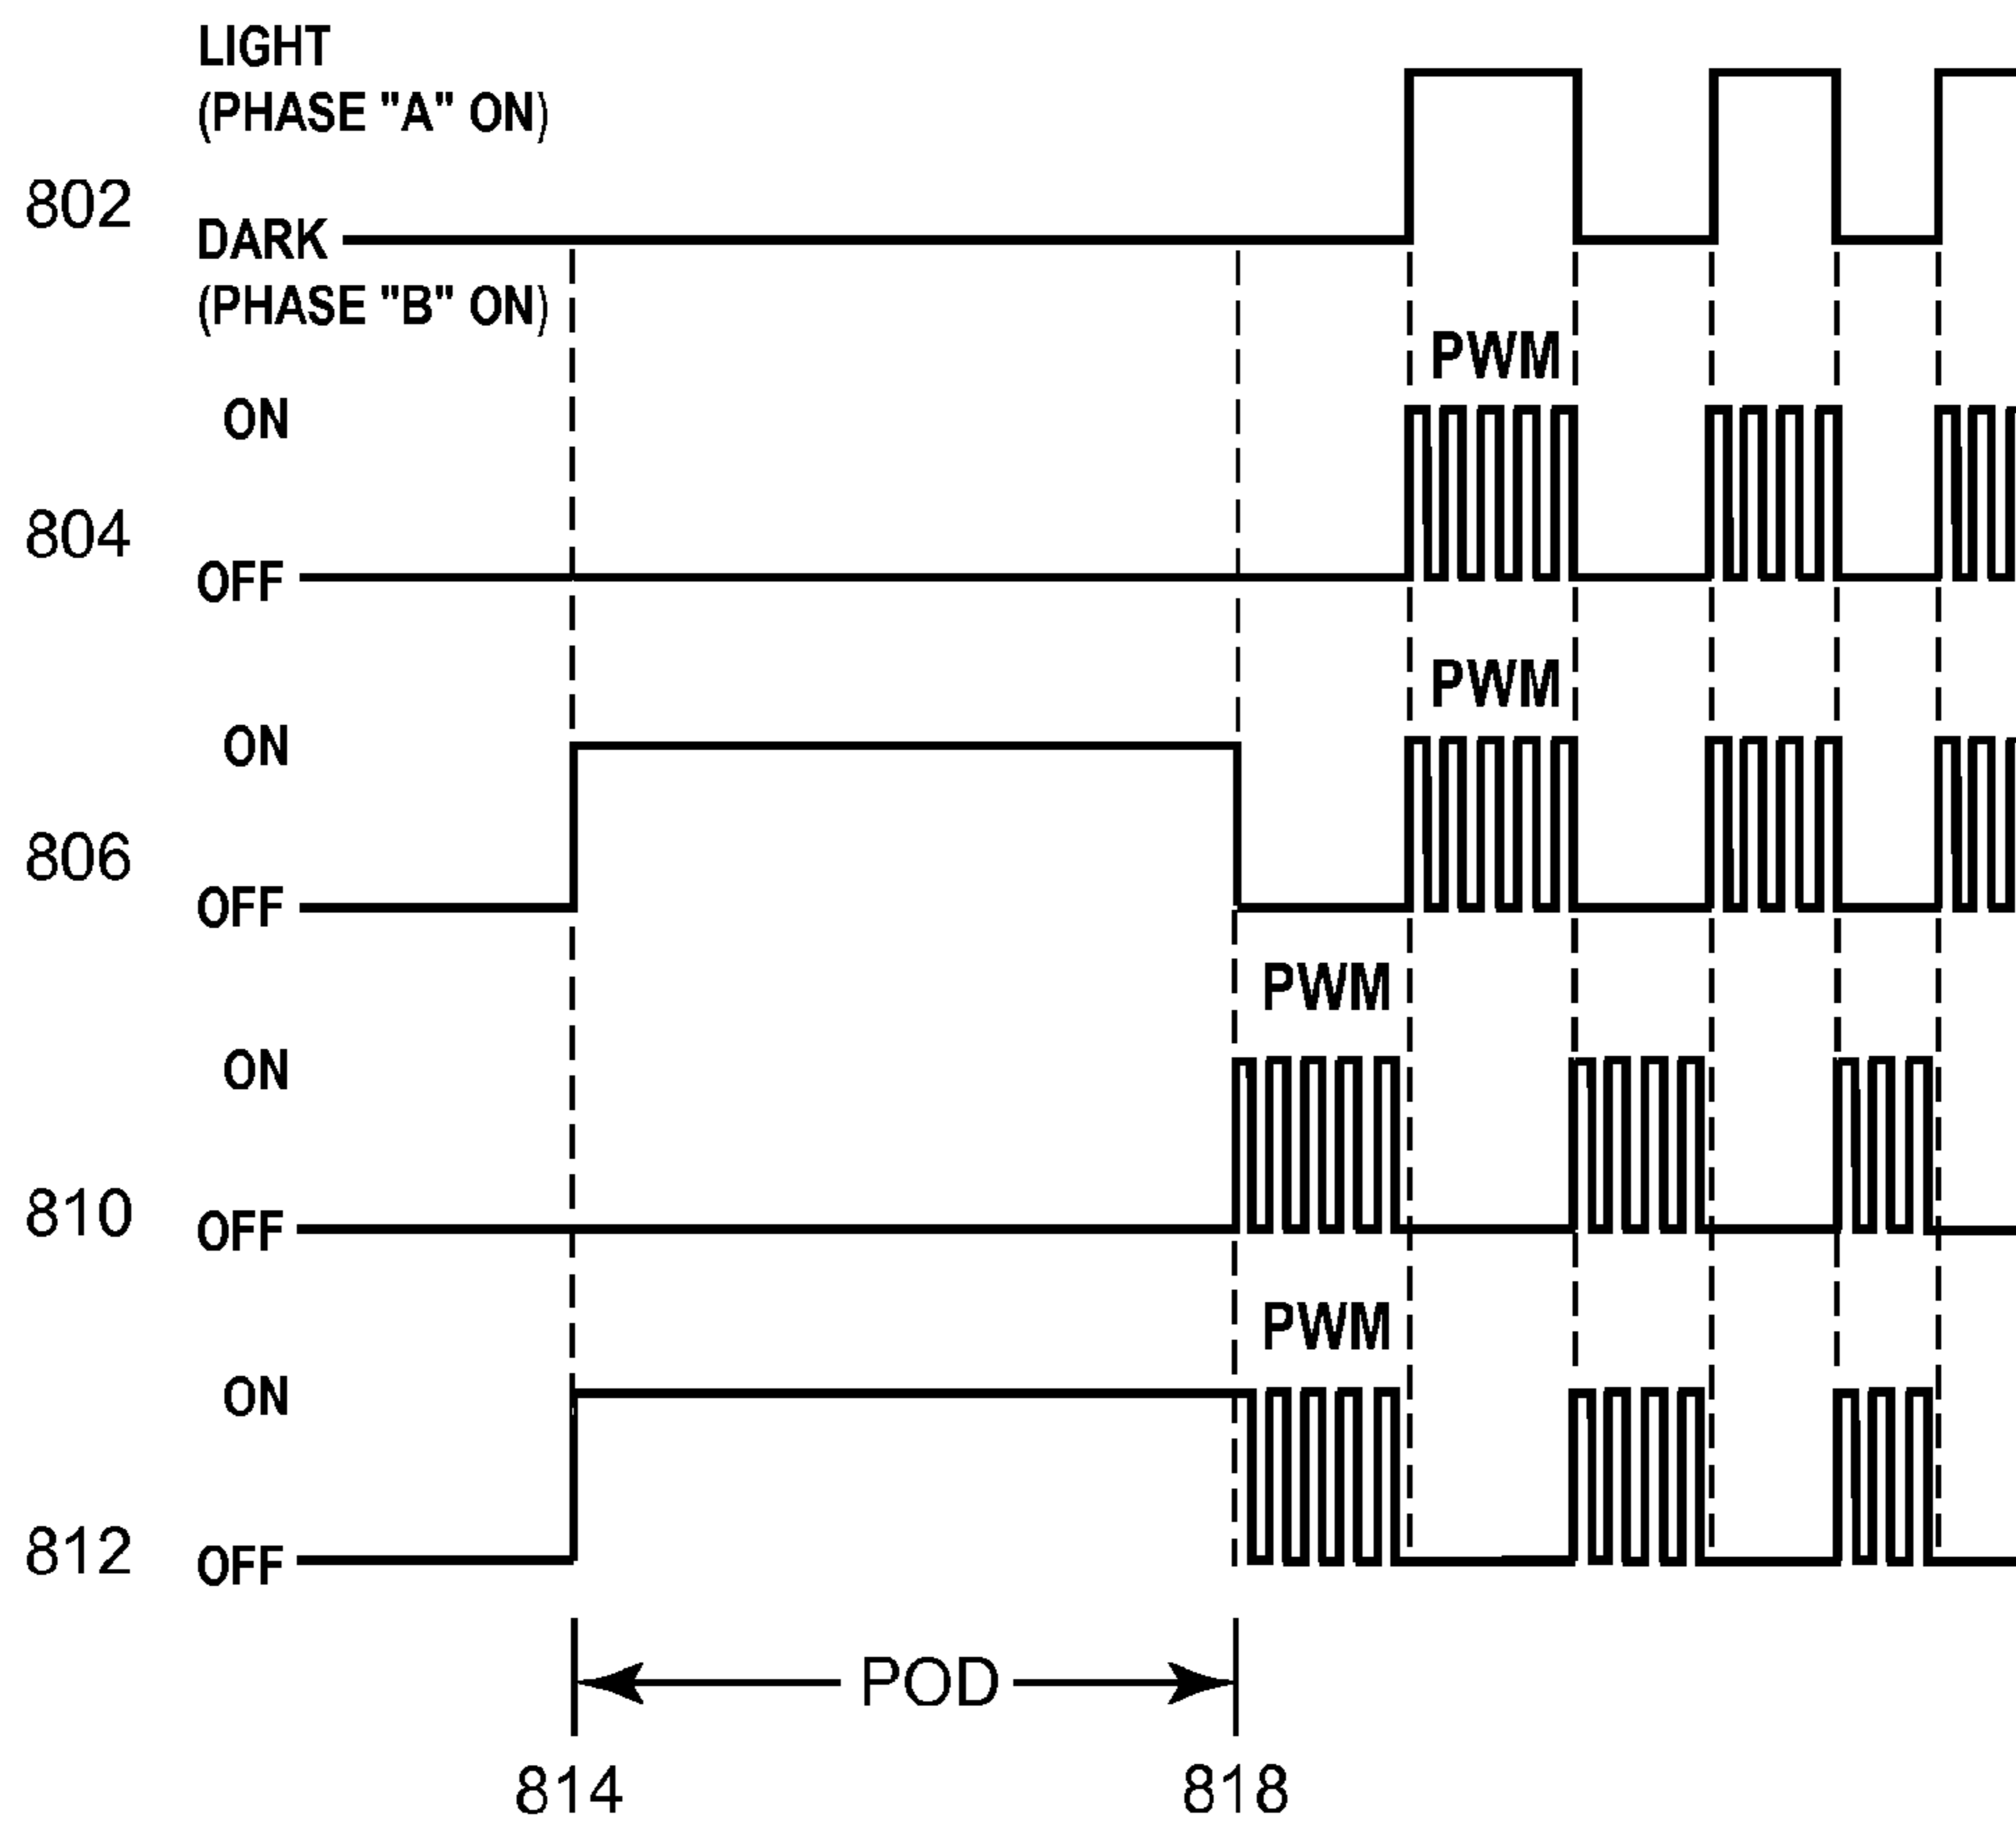 LIGHT
(PHASE "A" ON)
802
DARK
(PHASE "B" ON)
PWM
ON
804
OFF
PWM
ON
806
OFF
PWM
ON
810
OFF
PWM
ON
812
OFF
POD
814
818